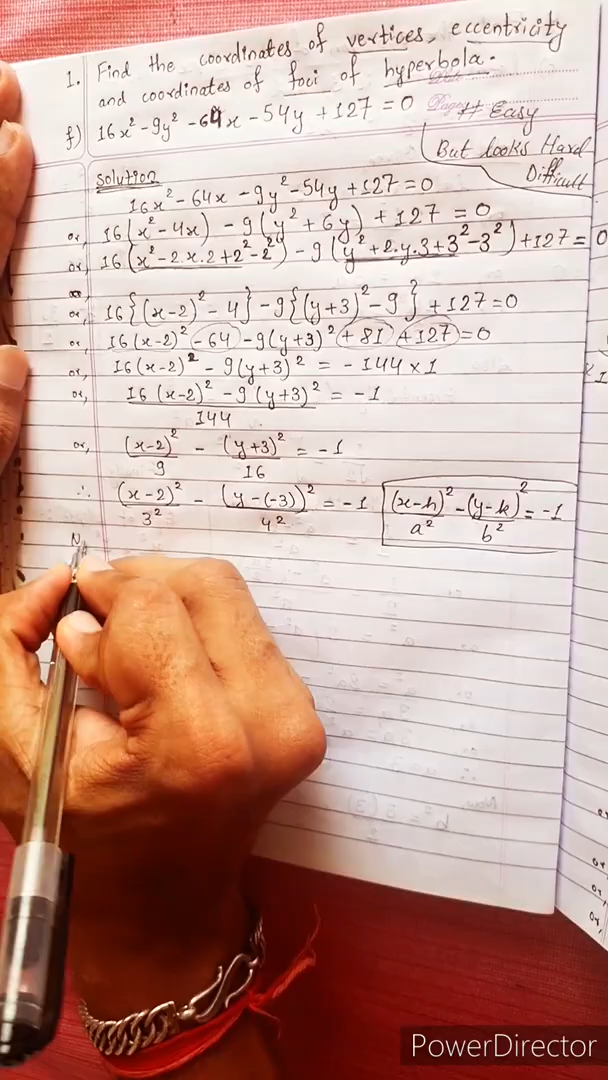 1. Find the coordinates of vertices, eccentricity
and coordinates of foci of hyperbola.
f) 16x² - 9y² - 64x - 54y + 127 = 0
# Easy
But looks Hard
Difficult
Solution
16x² - 64x - 9y² - 54y + 127 = 0
or, 16(x² - 4x) - 9(y² + 6y) + 127 = 0
or, 16(x² - 2.x.2 + 2² - 2²) - 9(y² + 2.y.3 + 3² - 3²) + 127 = 0
or, 16{(x-2)² - 4} - 9{(y+3)² - 9} + 127 = 0
or, 16(x-2)² - 64 - 9(y+3)² + 81 + 127 = 0
or, 16(x-2)² - 9(y+3)² = -144 × 1
or, 16(x-2)² - 9(y+3)² = -1
144
or, (x-2)² - (y+3)² = -1
9 16
∴ (x-2)² - (y-(-3))² = -1
3² 4²
(x-h)² - (y-k)² = -1
a² b²
N
or,
or,
or,
PowerDirector